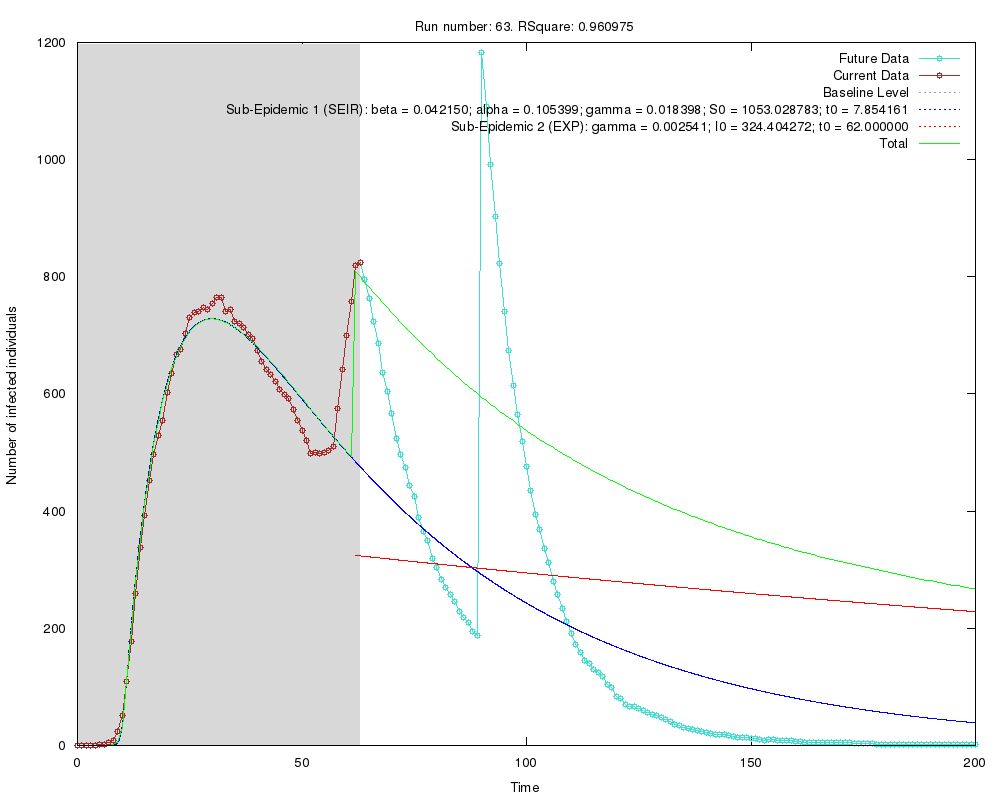 Run number: 63. RSquare: 0.960975
1200
1000
800
600
400
200
0
Number of infected individuals
Future Data
Current Data
Baseline Level
Sub-Epidemic 1 (SEIR): beta = 0.042150; alpha = 0.105399; gamma = 0.018398; S0 = 1053.028783; t0 = 7.854161
Sub-Epidemic 2 (EXP): gamma = 0.002541; I0 = 324.404272; t0 = 62.000000
Total
0 50 100 150 200
Time